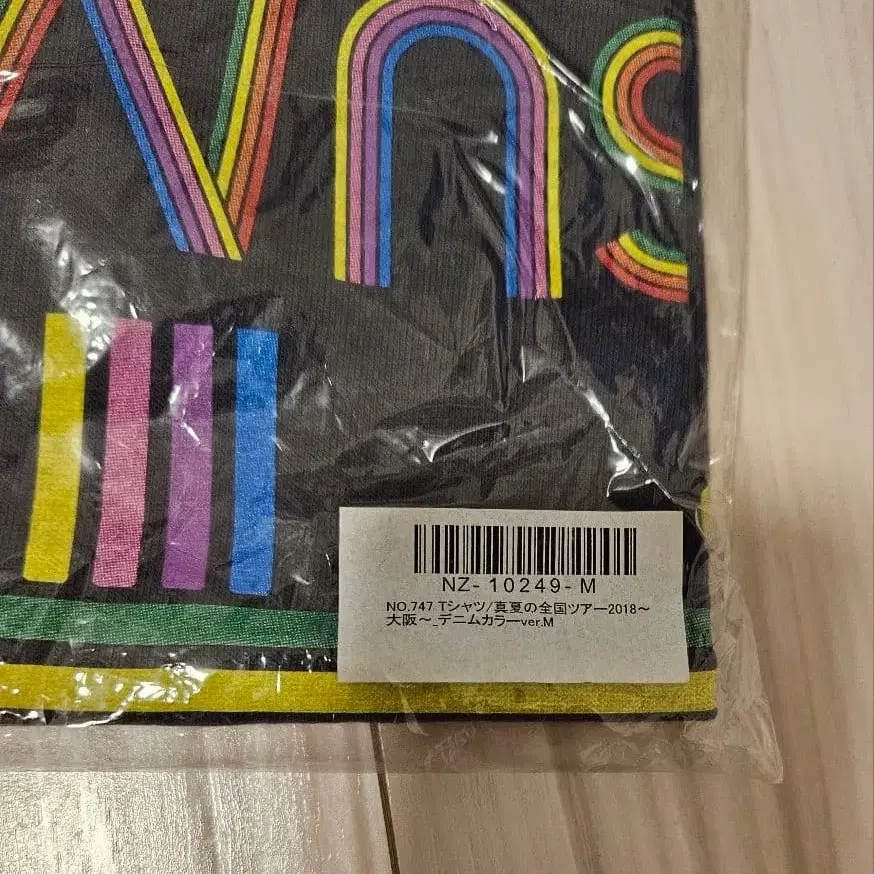 wns
NZ-10249-M
NO.747 Tシャツ/真夏の全国ツアー2018〜
大阪〜_デニムカラーver.M